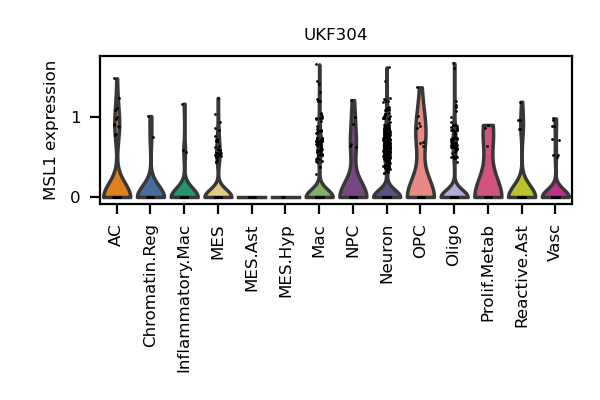 UKF304
MSL1 expression
1
0
AC
Chromatin.Reg
Inflammatory.Mac
MES
MES.Ast
MES.Hyp
Mac
NPC
Neuron
OPC
Oligo
Prolif.Metab
Reactive.Ast
Vasc